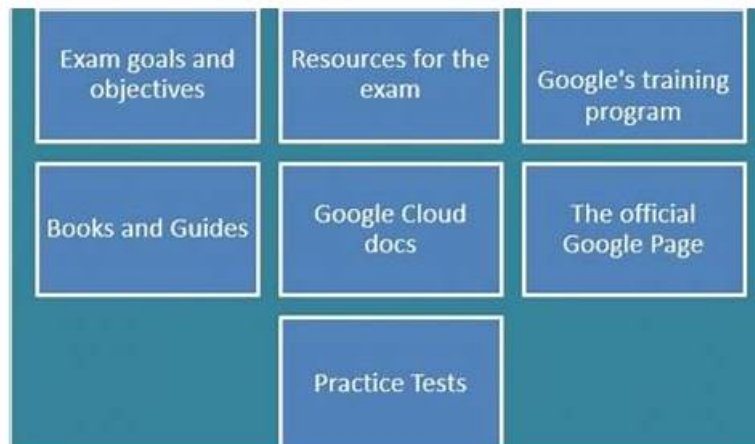 Exam goals and
objectives
Resources for the
exam
Google's training
program
Books and Guides
Google Cloud
docs
The official
Google Page
Practice Tests